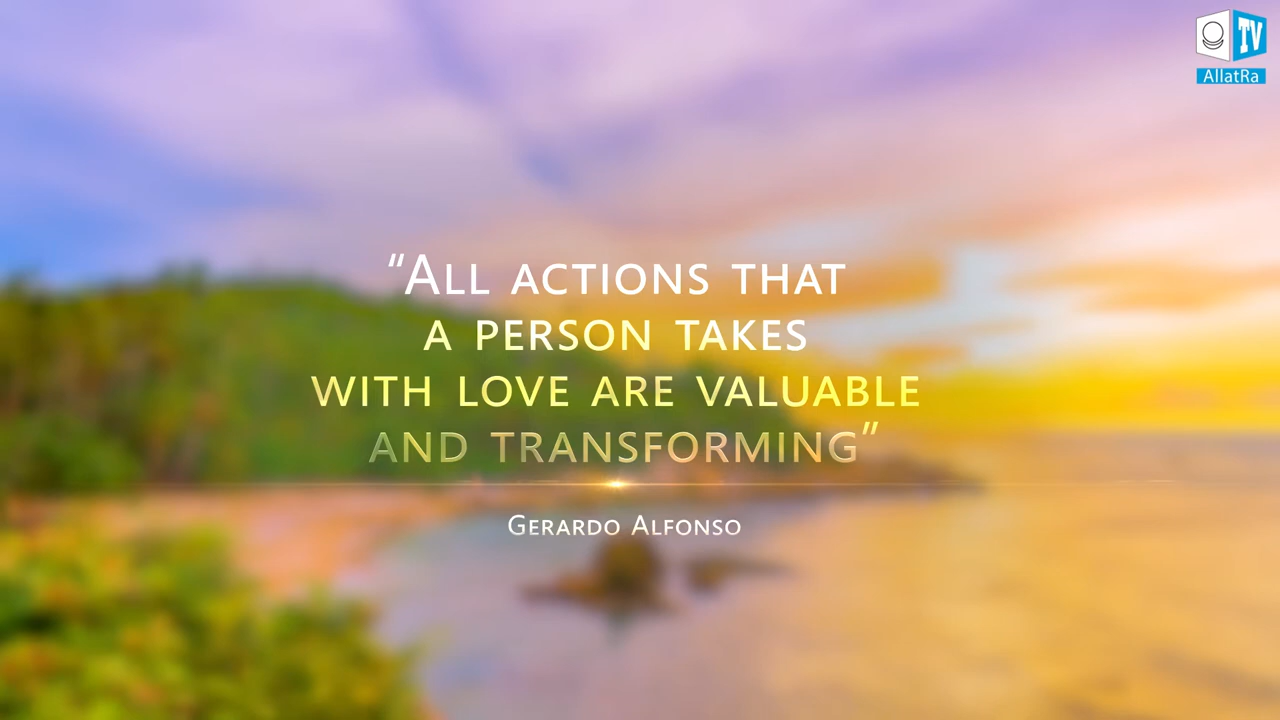 TV
AllatRa
“All actions that
a person takes
with love are valuable
and transforming”
Gerardo Alfonso